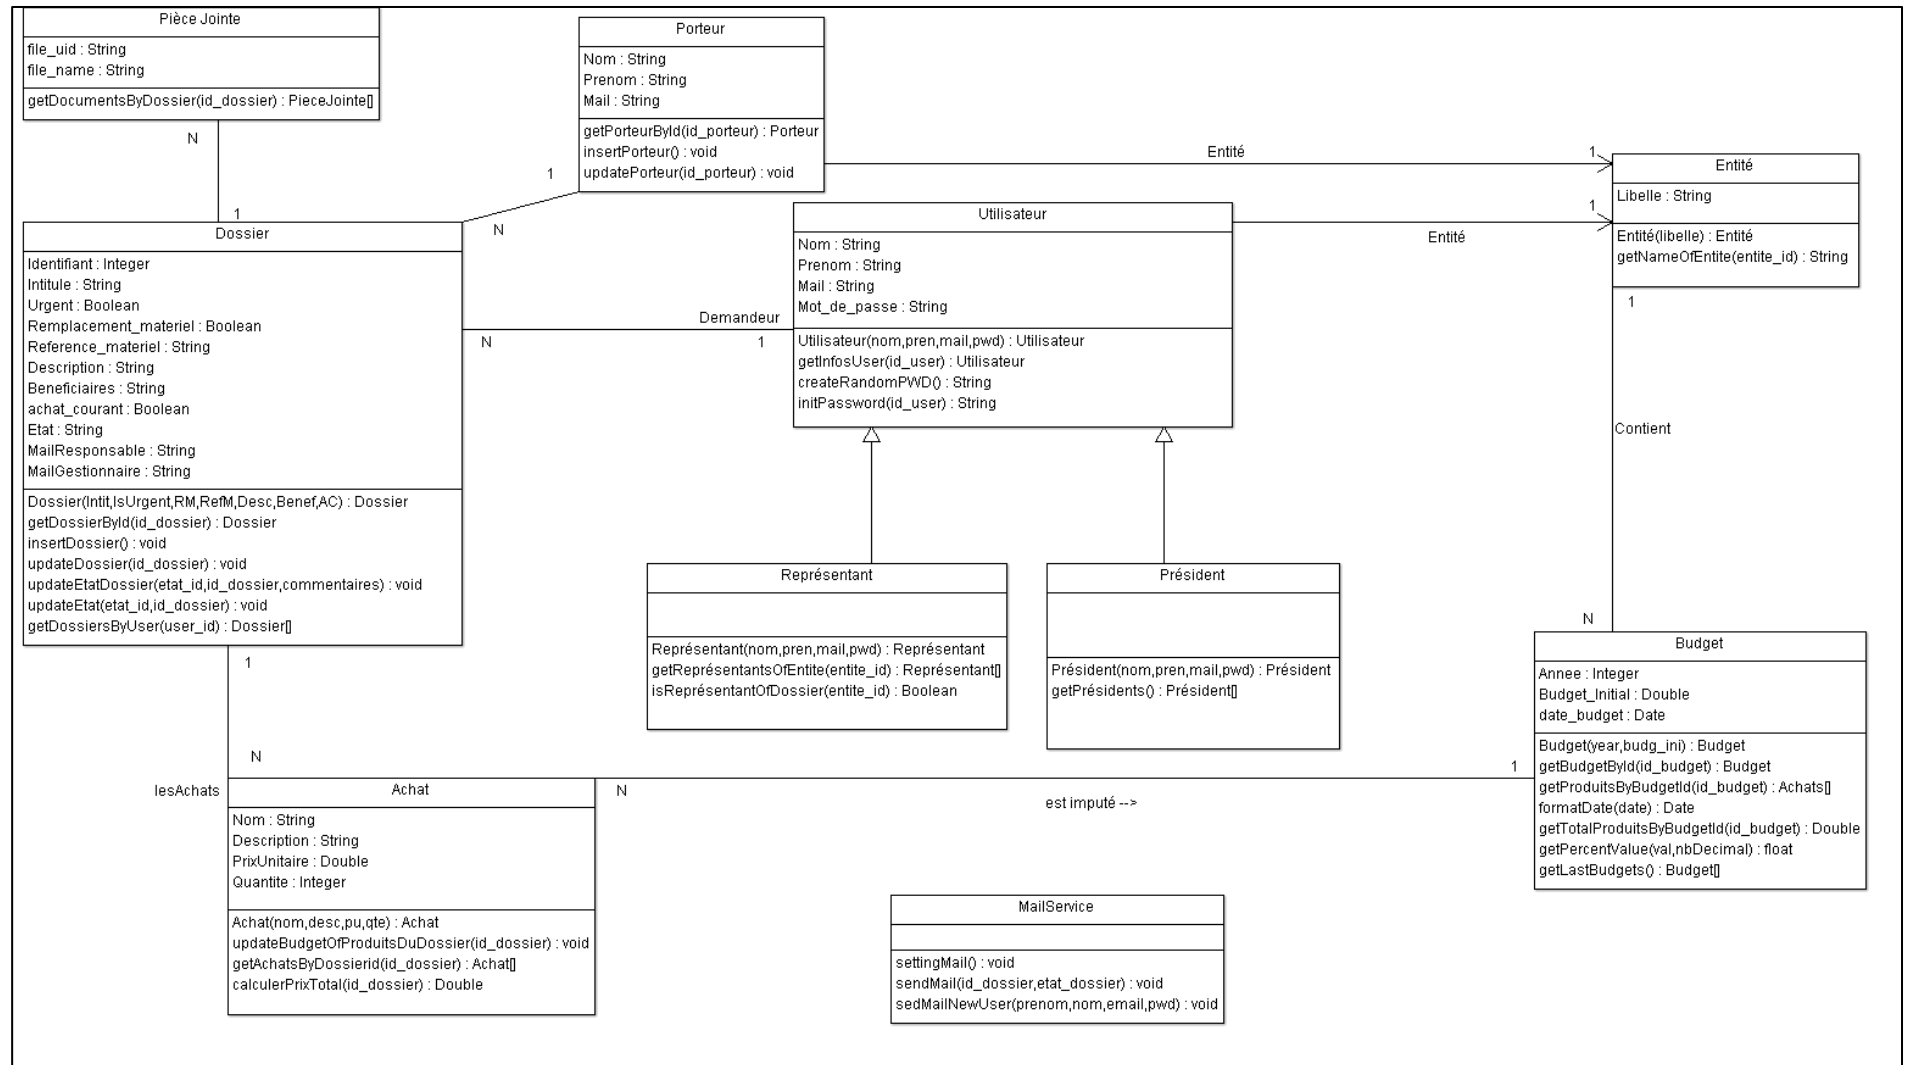 Pièce Jointe
file_uid : String
file_name : String
getDocumentsByDossier(id_dossier) : PieceJointe[]
N
1
Porteur
Nom : String
Prenom : String
Mail : String
getPorteurById(id_porteur) : Porteur
insertPorteur() : void
updatePorteur(id_porteur) : void
1
N
Entité
1
Entité
Libelle : String
Entité(libelle) : Entité
getNameOfEntite(entite_id) : String
1
Entité
1
Dossier
Identifiant : Integer
Intitule : String
Urgent : Boolean
Remplacement_materiel : Boolean
Reference_materiel : String
Description : String
Beneficiaires : String
achat_courant : Boolean
Etat : String
MailResponsable : String
MailGestionnaire : String
Dossier(Intit,IsUrgent,RM,RefM,Desc,Benef,AC) : Dossier
getDossierById(id_dossier) : Dossier
insertDossier() : void
updateDossier(id_dossier) : void
updateEtatDossier(etat_id,id_dossier,commentaires) : void
updateEtat(etat_id,id_dossier) : void
getDossiersByUser(user_id) : Dossier[]
Demandeur
N
1
Utilisateur
Nom : String
Prenom : String
Mail : String
Mot_de_passe : String
Utilisateur(nom,pren,mail,pwd) : Utilisateur
getInfosUser(id_user) : Utilisateur
createRandomPWD() : String
initPassword(id_user) : String
Contient
N
Représentant
Représentant(nom,pren,mail,pwd) : Représentant
getReprésentantsOfEntite(entite_id) : Représentant[]
isReprésentantOfDossier(entite_id) : Boolean
Président
Président(nom,pren,mail,pwd) : Président
getPrésidents() : Président[]
Budget
Annee : Integer
Budget_Initial : Double
date_budget : Date
Budget(year,budg_ini) : Budget
getBudgetById(id_budget) : Budget
getProduitsByBudgetId(id_budget) : Achats[]
formatDate(date) : Date
getTotalProduitsByBudgetId(id_budget) : Double
getPercentValue(val,nbDecimal) : float
getLastBudgets() : Budget[]
1
N
lesAchats
N
est imputé -->
1
Achat
Nom : String
Description : String
PrixUnitaire : Double
Quantite : Integer
Achat(nom,desc,pu,qte) : Achat
updateBudgetOfProduitsDuDossier(id_dossier) : void
getAchatsByDossierid(id_dossier) : Achat[]
calculerPrixTotal(id_dossier) : Double
MailService
settingMail() : void
sendMail(id_dossier,etat_dossier) : void
sedMailNewUser(prenom,nom,email,pwd) : void